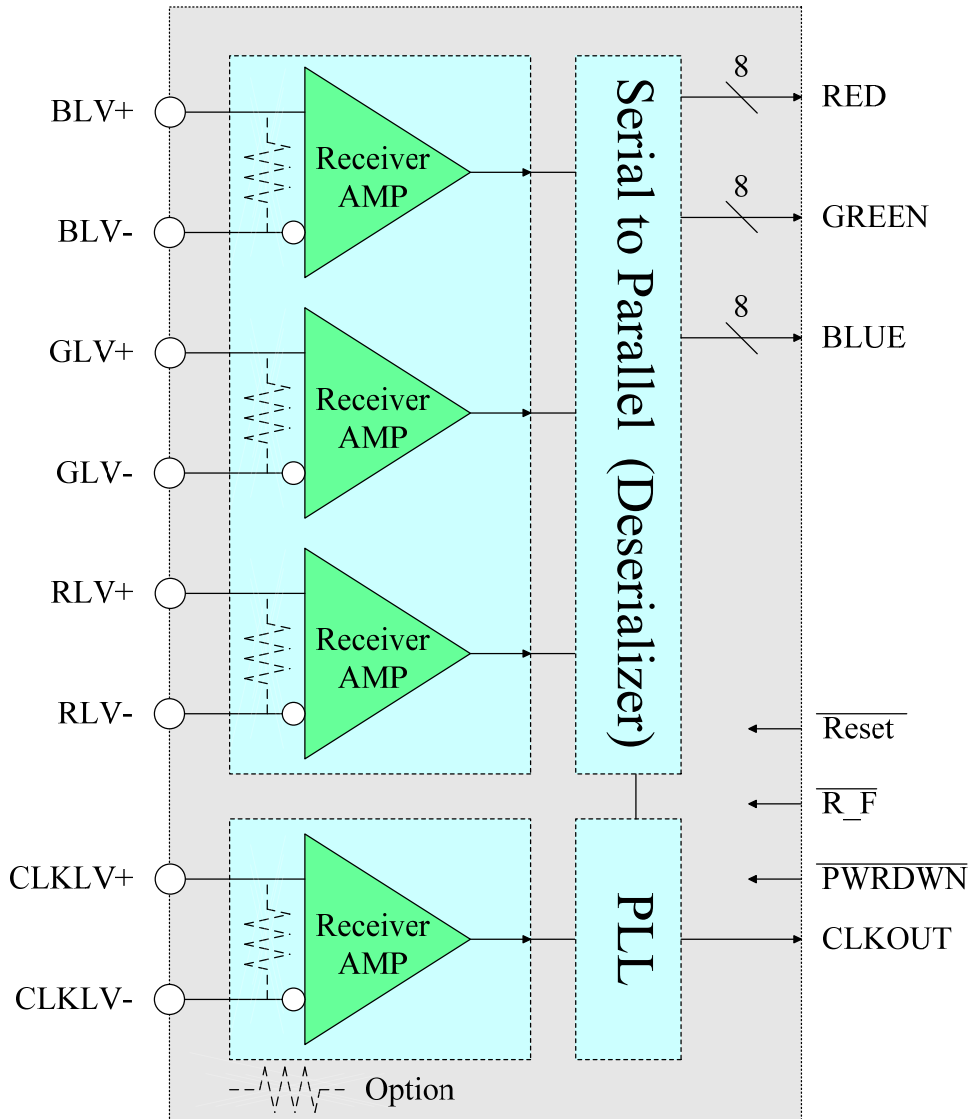 BLV+
BLV-
GLV+
GLV-
RLV+
RLV-
CLKLV+
CLKLV-
Receiver
AMP
Receiver
AMP
Receiver
AMP
Receiver
AMP
Serial to Parallel (Deserializer)
PLL
8
RED
8
GREEN
8
BLUE
Reset
R_F
PWRDWN
CLKOUT
Option